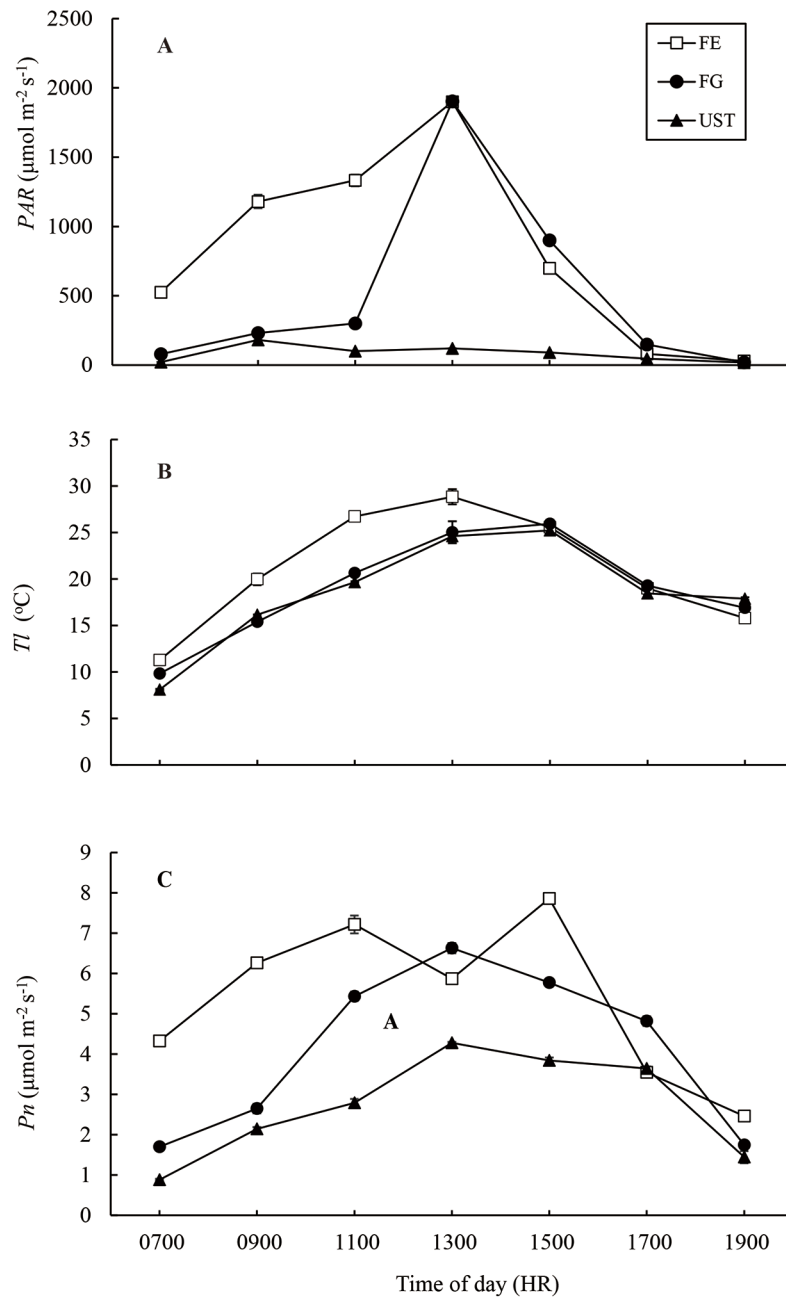 A
FE
FG
UST
2500
2000
1500
1000
500
0
PAR (μmol m⁻² s⁻¹)
B
35
30
25
20
15
10
5
0
Tl (°C)
C
9
8
7
6
5
4
3
2
1
0
A
Pn (μmol m⁻² s⁻¹)
0700 0900 1100 1300 1500 1700 1900
Time of day (HR)